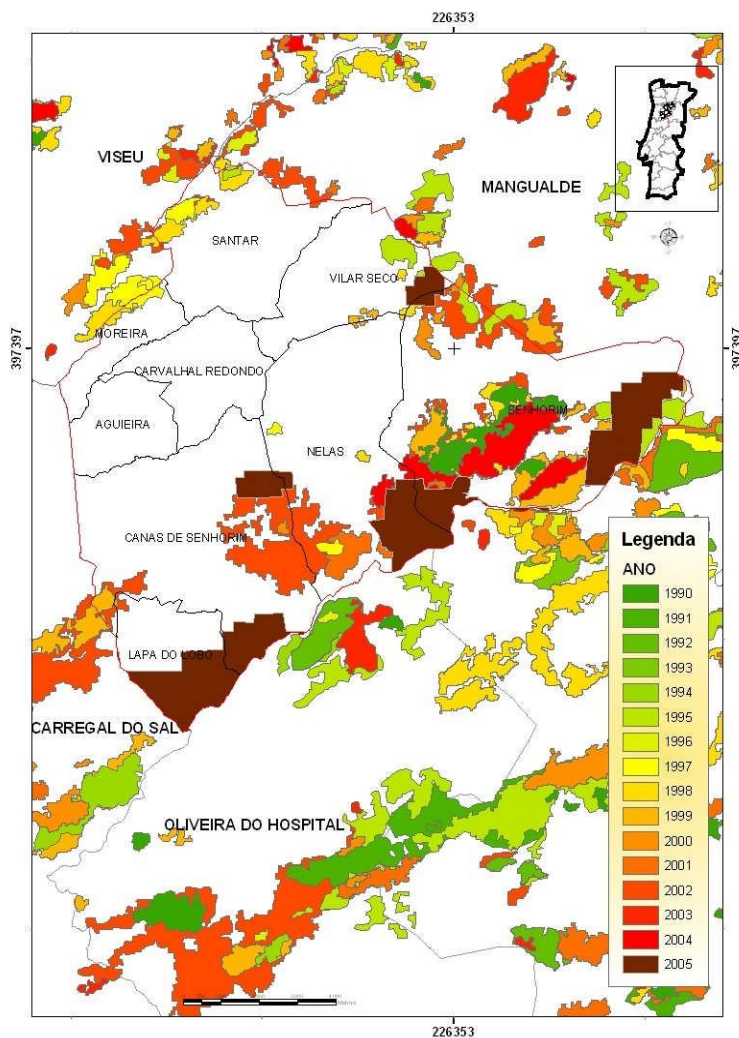 226353
VISEU
MANGUALDE
SANTAR
VILAR SECO
397397
397397
MOREIRA
CARVALHAL REDONDO
AGUIEIRA
SENHORIM
NELAS
CANAS DE SENHORIM
LAPA DO LOBO
CARREGAL DO SAL
OLIVEIRA DO HOSPITAL
Legenda
ANO
1990
1991
1992
1993
1994
1995
1996
1997
1998
1999
2000
2001
2002
2003
2004
2005
226353